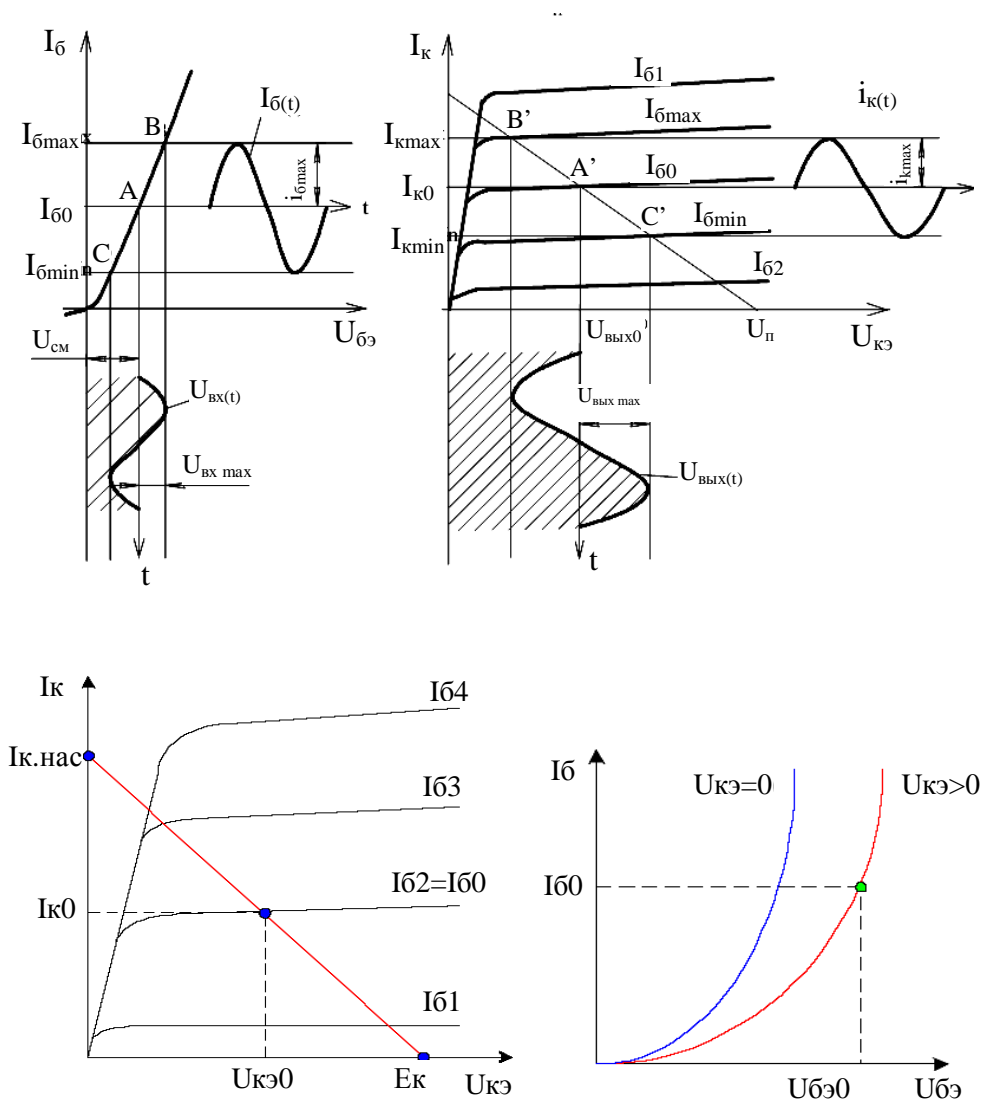 Iб
Iб(t)
Iбmax
B
iбmax
A
Iб0
t
C
Iбmin
Uбэ
Uсм
Uвх(t)
Uвх max
t
Iк
Iб1
iк(t)
Iбmax
B’
Iкmax
iкmax
A’
Iб0
Iк0
C’
Iбmin
Iкmin
Iб2
Uвых0
Uп
Uкэ
Uвых max
Uвых(t)
t
Iк
Iб4
Iк.нас
Iб3
Iб2=Iб0
Iк0
Iб1
Uкэ0
Eк
Uкэ
Iб
Uкэ=0
Uкэ>0
Iб0
Uбэ0
Uбэ